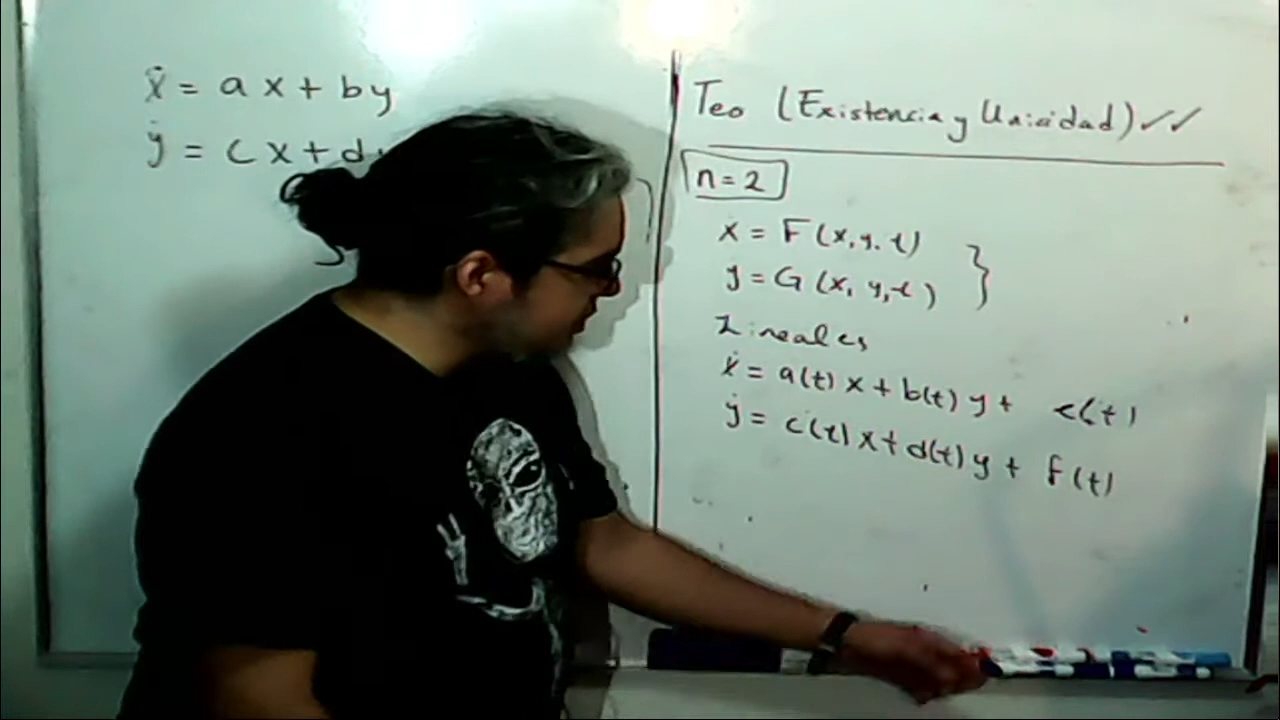 ẋ = ax + by
ẏ = cx + d
Teo (Existencia y Unicidad) ✓✓
n = 2
ẋ = F(x, y, t)
ẏ = G(x, y, t)
Lineales
ẋ = a(t) x + b(t) y + e(t)
ẏ = c(t) x + d(t) y + f(t)